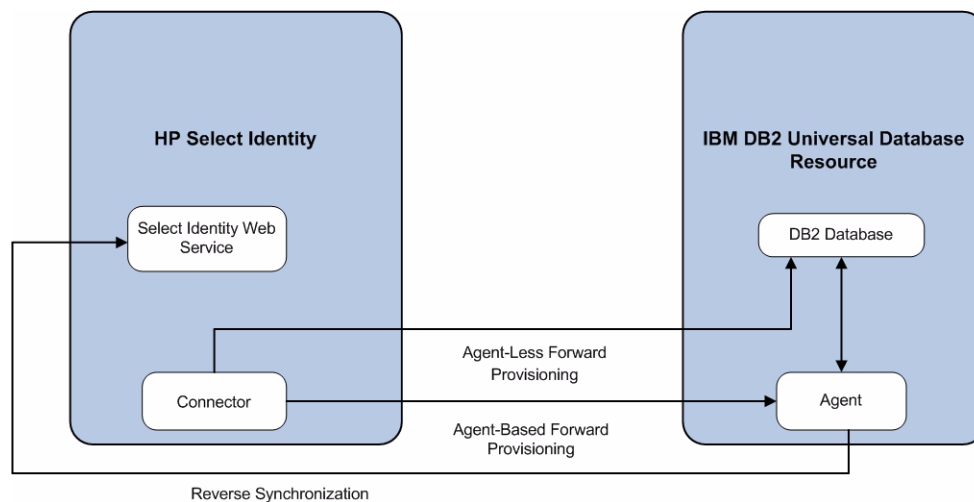 HP Select Identity
IBM DB2 Universal Database
Resource
Select Identity Web
Service
DB2 Database
Agent-Less Forward
Provisioning
Connector
Agent
Agent-Based Forward
Provisioning
Reverse Synchronization